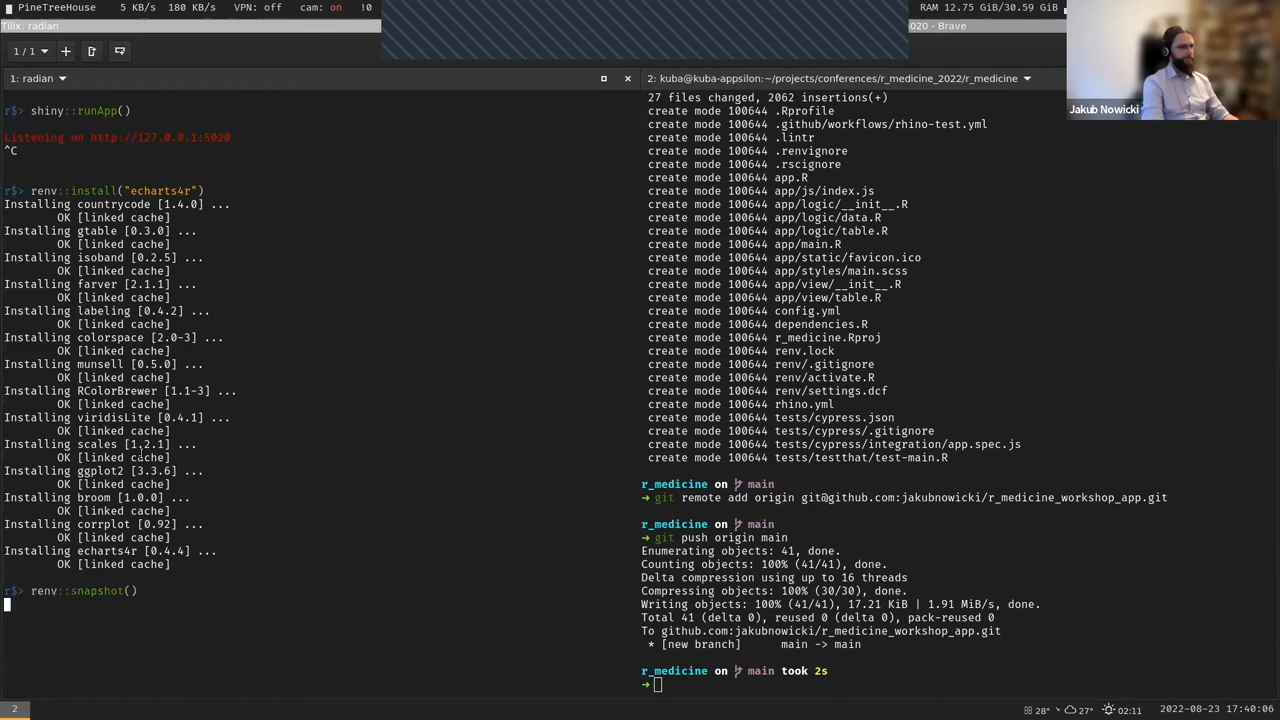 PineTreeHouse 5 KB/s 180 KB/s VPN: off cam: on !0
RAM 12.75 GiB/30.59 GiB
Tilix: radian
020 - Brave
1 / 1
1: radian
r$> shiny::runApp()
Listening on http://127.0.0.1:5020
^C
r$> renv::install("echarts4r")
Installing countrycode [1.4.0] ...
OK [linked cache]
Installing gtable [0.3.0] ...
OK [linked cache]
Installing isoband [0.2.5] ...
OK [linked cache]
Installing farver [2.1.1] ...
OK [linked cache]
Installing labeling [0.4.2] ...
OK [linked cache]
Installing colorspace [2.0-3] ...
OK [linked cache]
Installing munsell [0.5.0] ...
OK [linked cache]
Installing RColorBrewer [1.1-3] ...
OK [linked cache]
Installing viridisLite [0.4.1] ...
OK [linked cache]
Installing scales [1.2.1] ...
OK [linked cache]
Installing ggplot2 [3.3.6] ...
OK [linked cache]
Installing broom [1.0.0] ...
OK [linked cache]
Installing corrplot [0.92] ...
OK [linked cache]
Installing echarts4r [0.4.4] ...
OK [linked cache]
r$> renv::snapshot()
2: kuba@kuba-appsilon:~/projects/conferences/r_medicine_2022/r_medicine
27 files changed, 2062 insertions(+)
create mode 100644 .Rprofile
create mode 100644 .github/workflows/rhino-test.yml
create mode 100644 .lintr
create mode 100644 .renvignore
create mode 100644 .rscignore
create mode 100644 app.R
create mode 100644 app/js/index.js
create mode 100644 app/logic/__init__.R
create mode 100644 app/logic/data.R
create mode 100644 app/logic/table.R
create mode 100644 app/main.R
create mode 100644 app/static/favicon.ico
create mode 100644 app/styles/main.scss
create mode 100644 app/view/__init__.R
create mode 100644 app/view/table.R
create mode 100644 config.yml
create mode 100644 dependencies.R
create mode 100644 r_medicine.Rproj
create mode 100644 renv.lock
create mode 100644 renv/.gitignore
create mode 100644 renv/activate.R
create mode 100644 renv/settings.dcf
create mode 100644 rhino.yml
create mode 100644 tests/cypress.json
create mode 100644 tests/cypress/.gitignore
create mode 100644 tests/cypress/integration/app.spec.js
create mode 100644 tests/testthat/test-main.R
r_medicine on main
→ git remote add origin git@github.com:jakubnowicki/r_medicine_workshop_app.git
r_medicine on main
→ git push origin main
Enumerating objects: 41, done.
Counting objects: 100% (41/41), done.
Delta compression using up to 16 threads
Compressing objects: 100% (30/30), done.
Writing objects: 100% (41/41), 17.21 KiB | 1.91 MiB/s, done.
Total 41 (delta 0), reused 0 (delta 0), pack-reused 0
To github.com:jakubnowicki/r_medicine_workshop_app.git
* [new branch] main -> main
r_medicine on main took 2s
→
Jakub Nowicki
2
28° 27° 02:11 2022-08-23 17:40:06